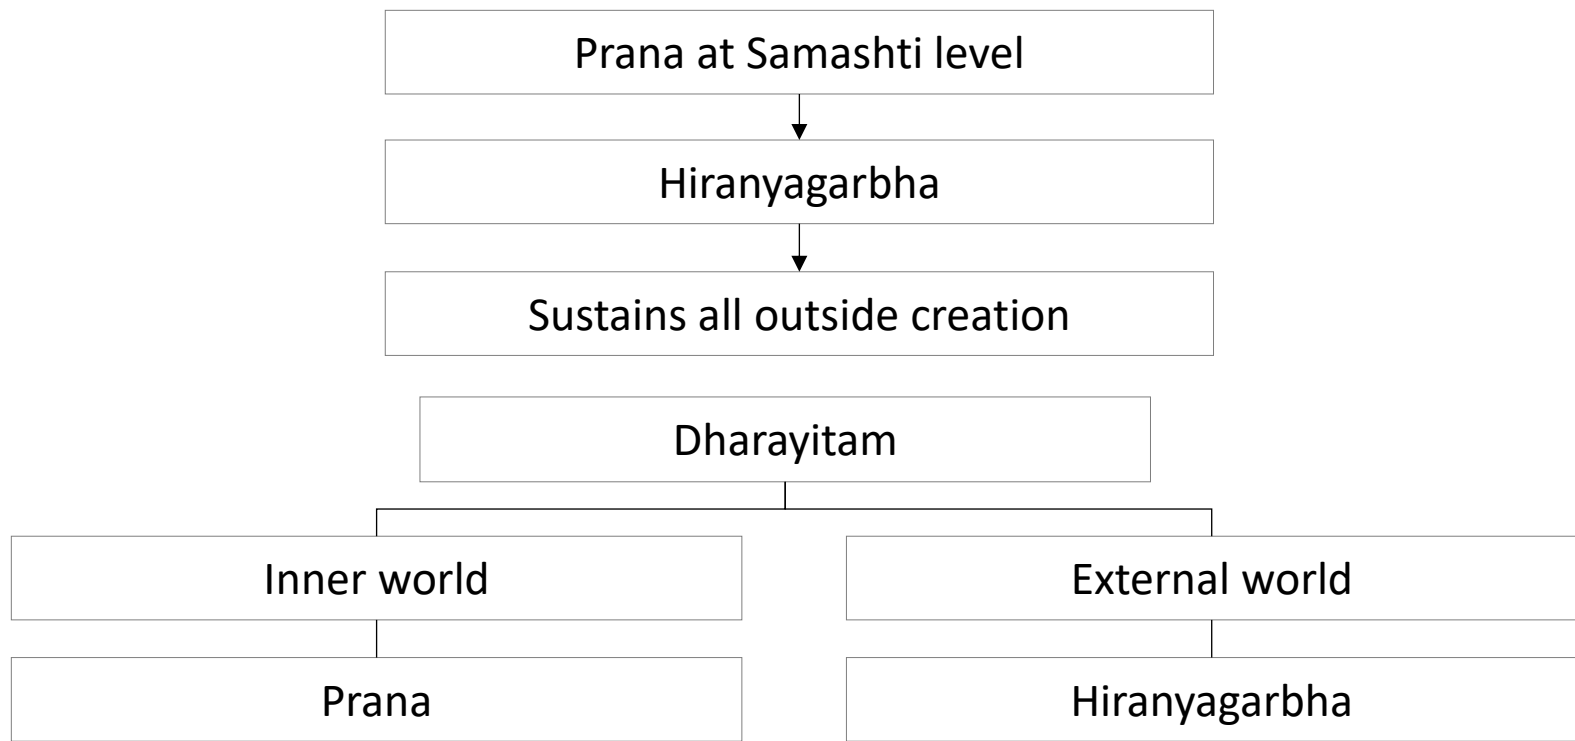 Prana at Samashti level
Hiranyagarbha
Sustains all outside creation
Dharayitam
Inner world
External world
Prana
Hiranyagarbha